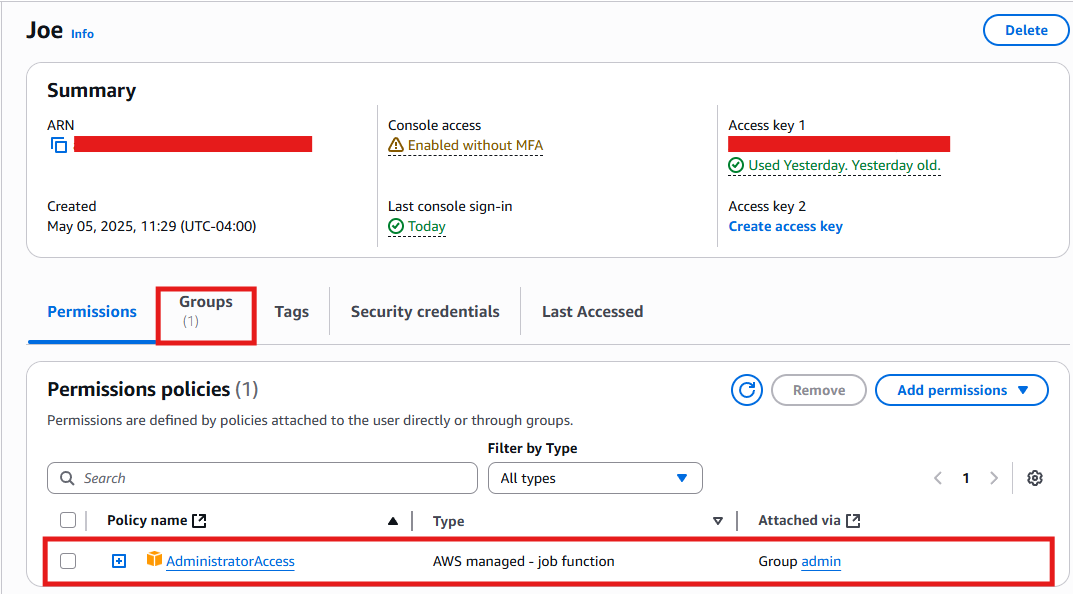 Joe Info
Delete
Summary
ARN
Created
May 05, 2025, 11:29 (UTC-04:00)
Console access
Enabled without MFA
Last console sign-in
Today
Access key 1
Used Yesterday. Yesterday old.
Access key 2
Create access key
Permissions
Groups
(1)
Tags
Security credentials
Last Accessed
Permissions policies (1)
Remove
Add permissions
Permissions are defined by policies attached to the user directly or through groups.
Filter by Type
Search
All types
1
Policy name
Type
Attached via
AdministratorAccess
AWS managed - job function
Group admin